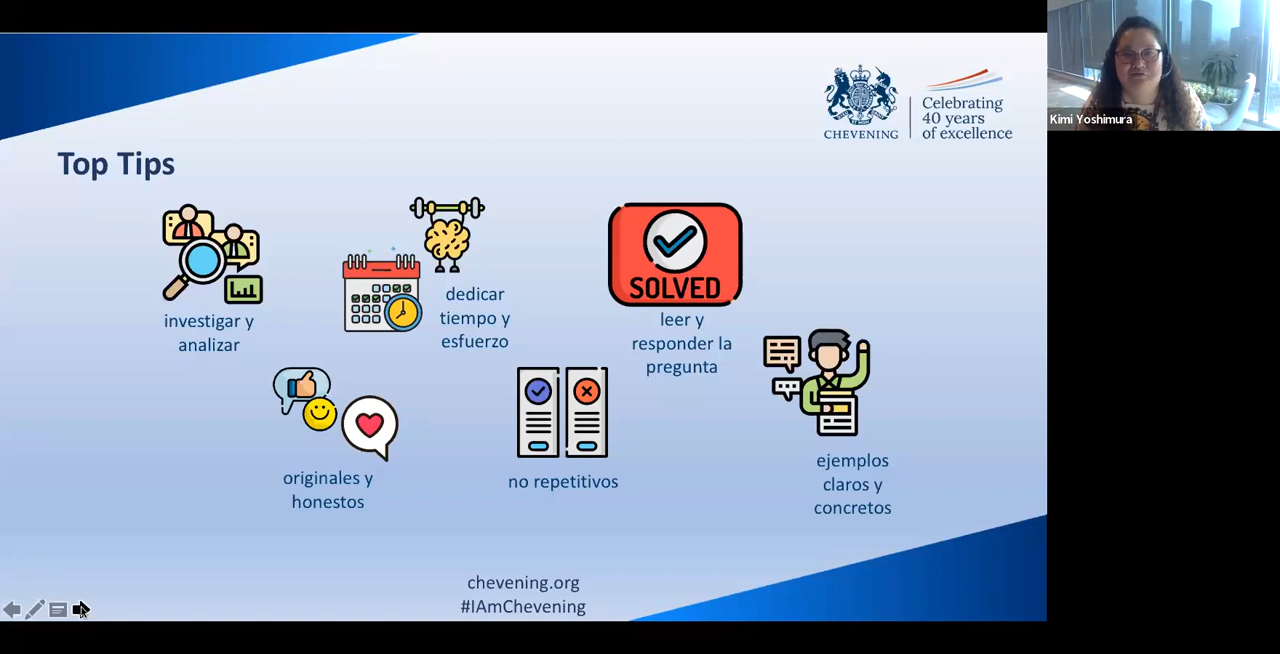 CHEVENING
Celebrating
40 years
of excellence
Kimi Yoshimura
Top Tips
investigar y
analizar
dedicar
tiempo y
esfuerzo
SOLVED
leer y
responder la
pregunta
originales y
honestos
no repetitivos
ejemplos
claros y
concretos
chevening.org
#IAmChevening